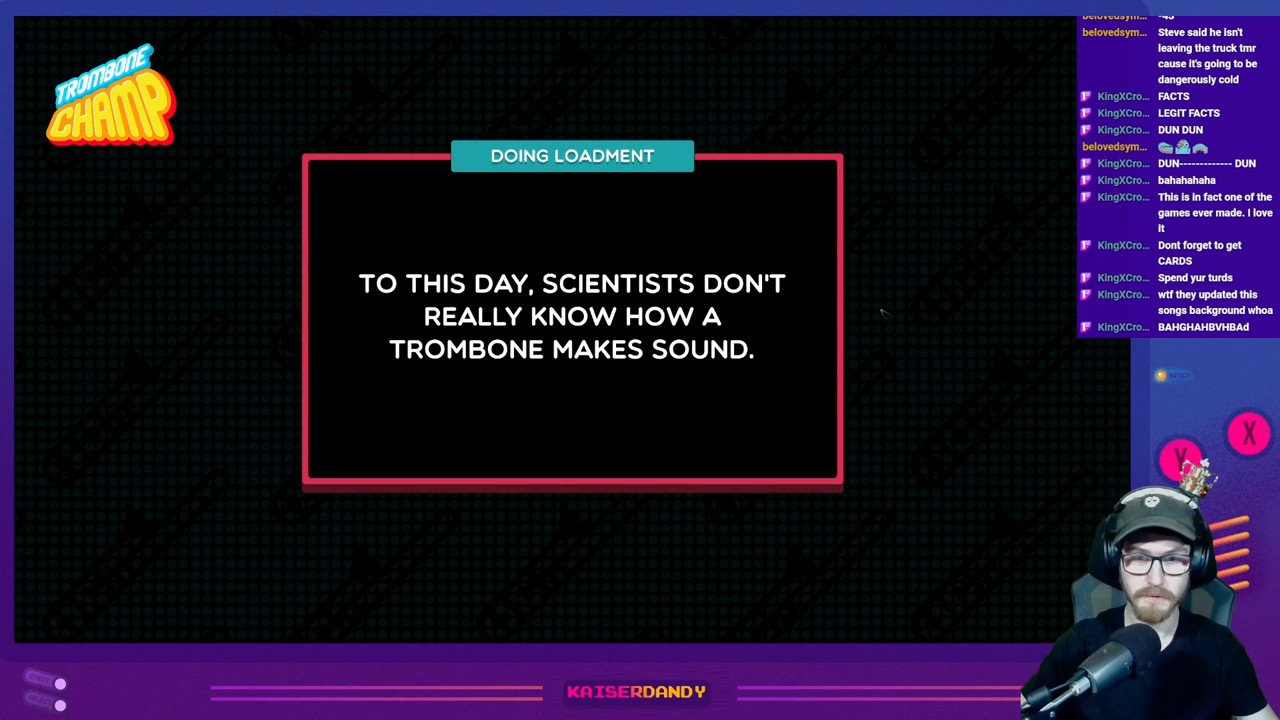 TROMBONE
CHAMP
DOING LOADMENT
TO THIS DAY, SCIENTISTS DON'T
REALLY KNOW HOW A
TROMBONE MAKES SOUND.
belovedsym... -45
belovedsym... Steve said he isn't
leaving the truck tmr
cause it's going to be
dangerously cold
KingXCro... FACTS
KingXCro... LEGIT FACTS
KingXCro... DUN DUN
belovedsym...
KingXCro... DUN------------- DUN
KingXCro... bahahahaha
KingXCro... This is in fact one of the
games ever made. I love
it
KingXCro... Dont forget to get
CARDS
KingXCro... Spend yur turds
KingXCro... wtf they updated this
songs background whoa
KingXCro... BAHGHAHBVHBAd
X
Y
KAISERDANDY